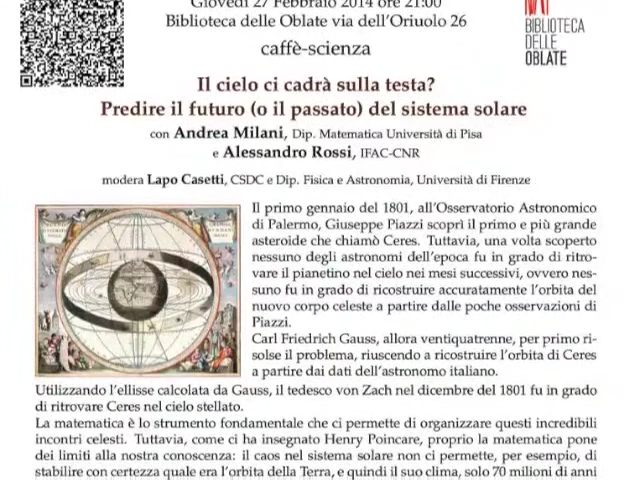 Giovedì 27 Febbraio 2014 ore 21:00
Biblioteca delle Oblate via dell'Oriuolo 26
BIBLIOTECA
DELLE
OBLATE
caffè-scienza
Il cielo ci cadrà sulla testa?
Predire il futuro (o il passato) del sistema solare
con Andrea Milani, Dip. Matematica Università di Pisa
e Alessandro Rossi, IFAC-CNR
modera Lapo Casetti, CSDC e Dip. Fisica e Astronomia, Università di Firenze
Il primo gennaio del 1801, all'Osservatorio Astronomico
di Palermo, Giuseppe Piazzi scoprì il primo e più grande
asteroide che chiamò Ceres. Tuttavia, una volta scoperto
nessuno degli astronomi dell'epoca fu in grado di ritro-
vare il pianetino nel cielo nei mesi successivi, ovvero nes-
suno fu in grado di ricostruire accuratamente l'orbita del
nuovo corpo celeste a partire dalle poche osservazioni di
Piazzi.
Carl Friedrich Gauss, allora ventiquatrenne, per primo ri-
solse il problema, riuscendo a ricostruire l'orbita di Ceres
a partire dai dati dell'astronomo italiano.
Utilizzando l'ellisse calcolata da Gauss, il tedesco von Zach nel dicembre del 1801 fu in grado
di ritrovare Ceres nel cielo stellato.
La matematica è lo strumento fondamentale che ci permette di organizzare questi incredibili
incontri celesti. Tuttavia, come ci ha insegnato Henry Poincare, proprio la matematica pone
dei limiti alla nostra conoscenza: il caos nel sistema solare non ci permette, per esempio, di
stabilire con certezza quale era l'orbita della Terra, e quindi il suo clima, solo 70 milioni di anni